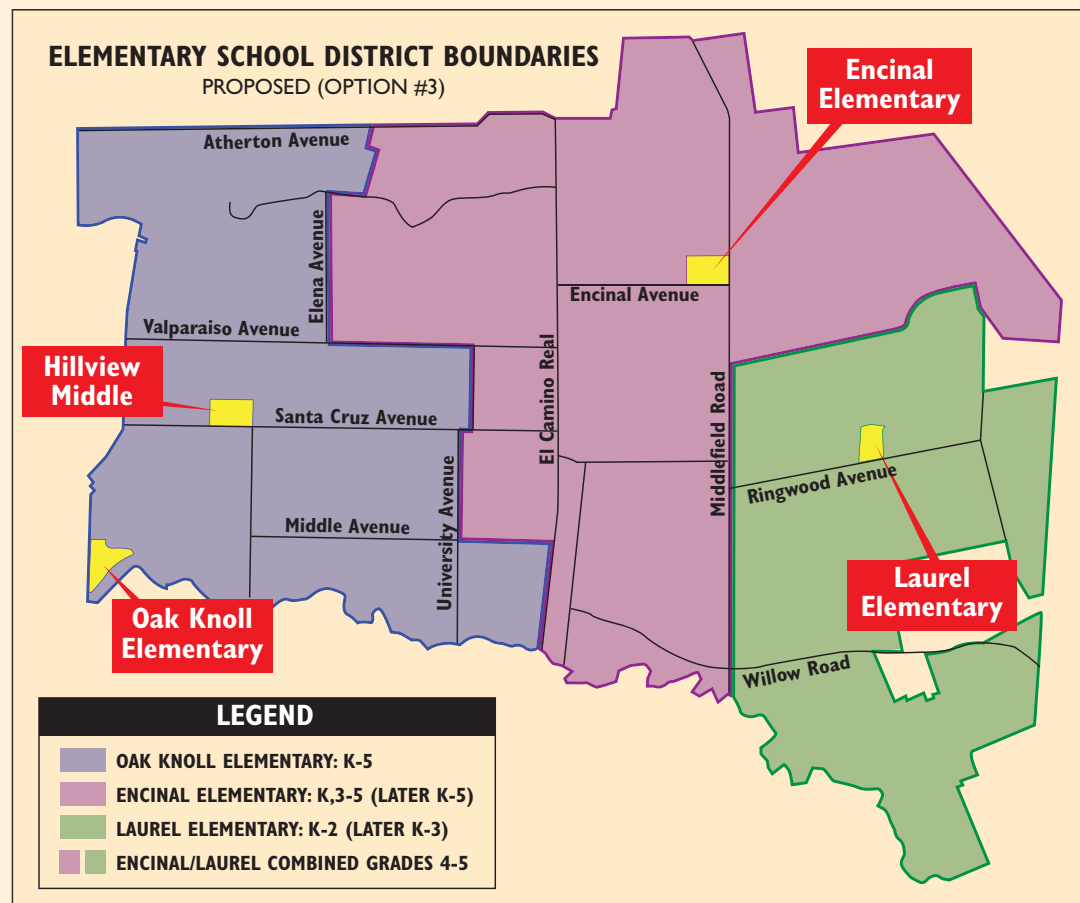 ELEMENTARY SCHOOL DISTRICT BOUNDARIES
PROPOSED (OPTION #3)
Encinal
Elementary
Atherton Avenue
Elena Avenue
Encinal Avenue
Valparaiso Avenue
Hillview
Middle
Santa Cruz Avenue
El Camino Real
Middlefield Road
Ringwood Avenue
University Avenue
Middle Avenue
Laurel
Elementary
Oak Knoll
Elementary
Willow Road
LEGEND
OAK KNOLL ELEMENTARY: K-5
ENCINAL ELEMENTARY: K,3-5 (LATER K-5)
LAUREL ELEMENTARY: K-2 (LATER K-3)
ENCINAL/LAUREL COMBINED GRADES 4-5